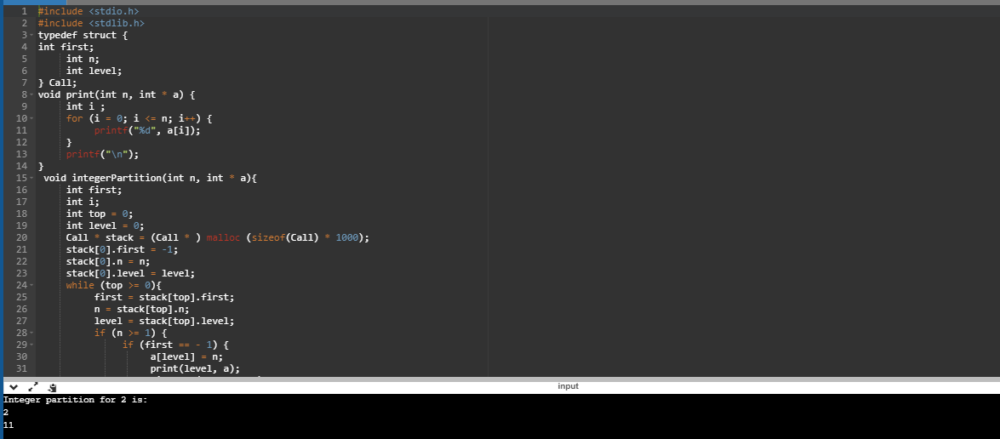 1 #include <stdio.h>
2 #include <stdlib.h>
3 typedef struct {
4 int first;
5 int n;
6 int level;
7 } Call;
8 void print(int n, int * a) {
9 int i ;
10 for (i = 0; i <= n; i++) {
11 printf("%d", a[i]);
12 }
13 printf("\n");
14 }
15 void integerPartition(int n, int * a){
16 int first;
17 int i;
18 int top = 0;
19 int level = 0;
20 Call * stack = (Call * ) malloc (sizeof(Call) * 1000);
21 stack[0].first = -1;
22 stack[0].n = n;
23 stack[0].level = level;
24 while (top >= 0){
25 first = stack[top].first;
26 n = stack[top].n;
27 level = stack[top].level;
28 if (n >= 1) {
29 if (first == - 1) {
30 a[level] = n;
31 print(level, a);
input
Integer partition for 2 is:
2
11